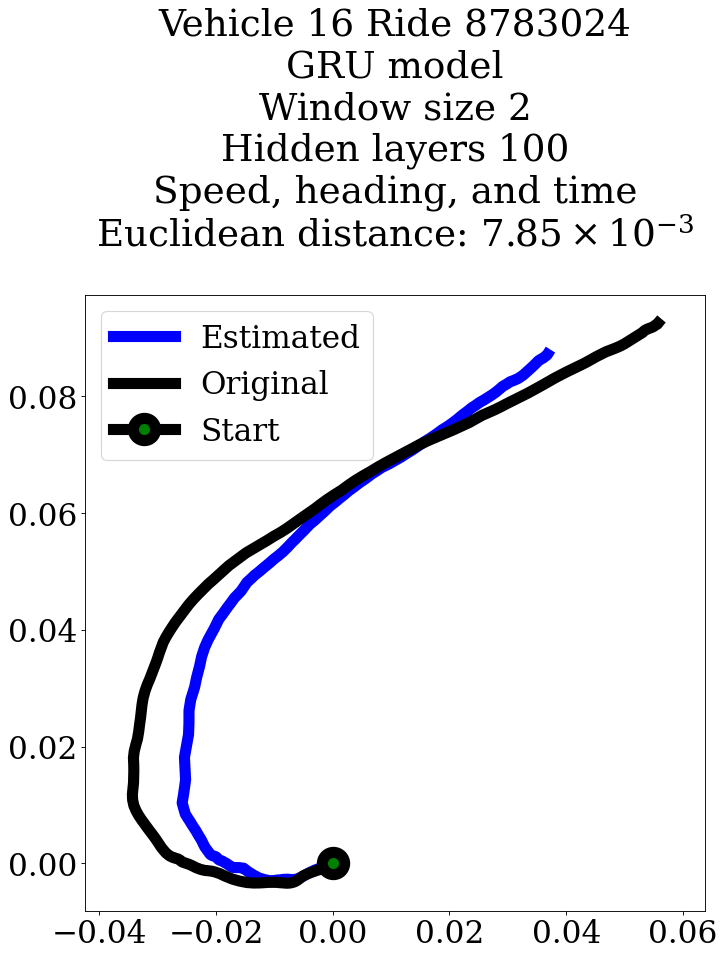 Vehicle 16 Ride 8783024
GRU model
Window size 2
Hidden layers 100
Speed, heading, and time
Euclidean distance: 7.85 × 10⁻³
Estimated
Original
Start
0.08
0.06
0.04
0.02
0.00
−0.04 −0.02 0.00 0.02 0.04 0.06